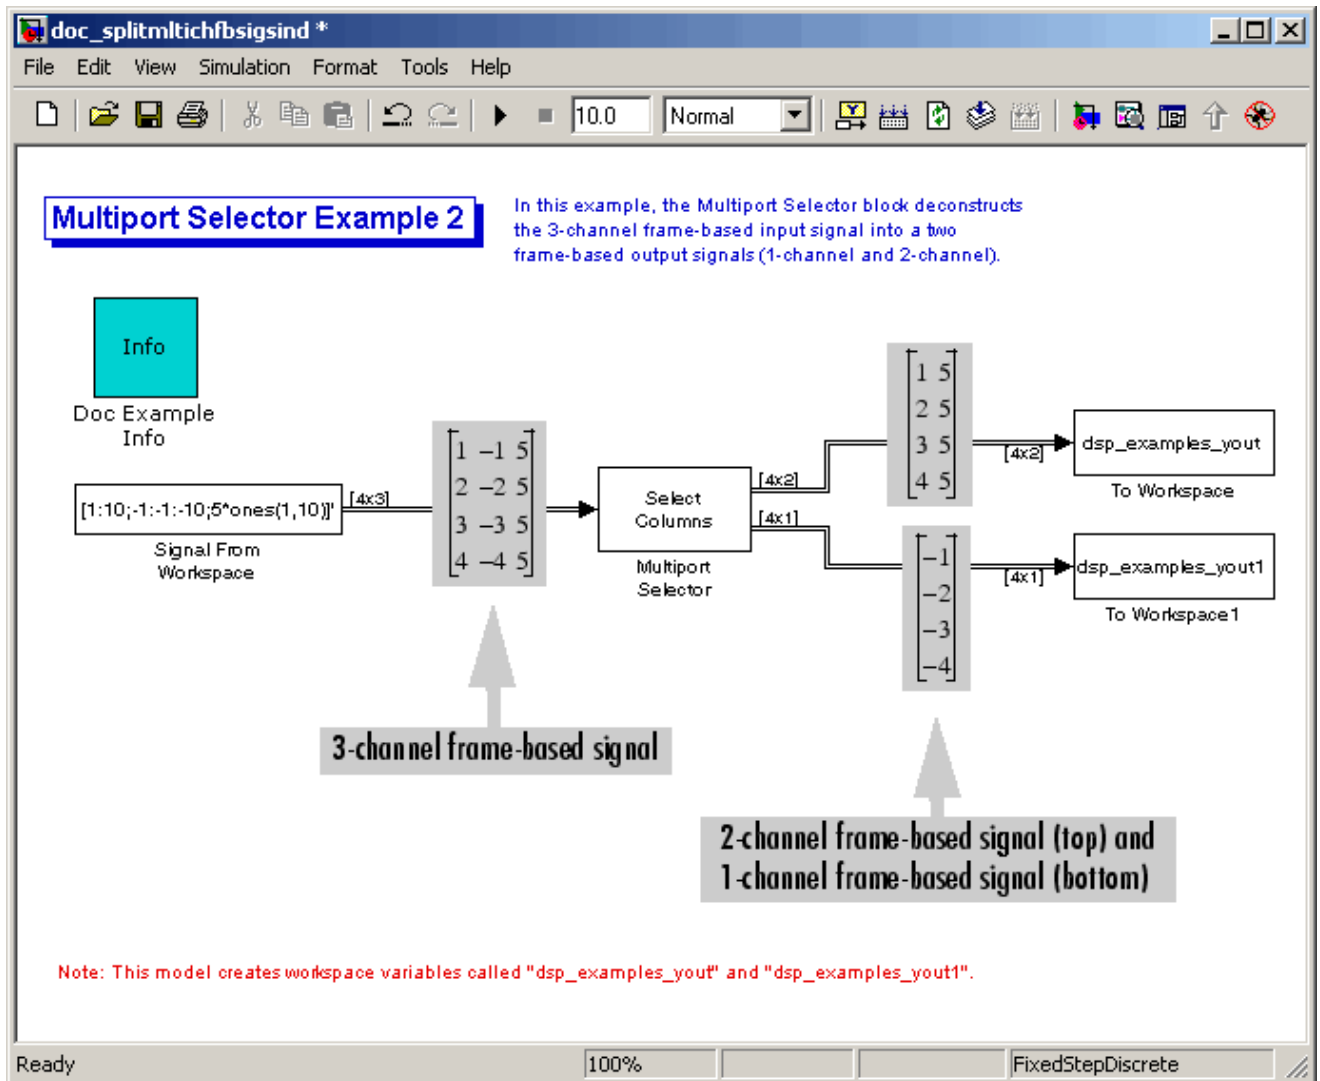 doc_splitmltichfbsigsind *
File Edit View Simulation Format Tools Help
10.0 Normal
Multiport Selector Example 2
In this example, the Multiport Selector block deconstructs
the 3-channel frame-based input signal into a two
frame-based output signals (1-channel and 2-channel).
Info
Doc Example
Info
[1:10;-1:-1:-10;5*ones(1,10)]'
Signal From
Workspace
[4x3]
1 -1 5
2 -2 5
3 -3 5
4 -4 5
Select
Columns
Multiport
Selector
[4x2]
[4x1]
1 5
2 5
3 5
4 5
[4x2]
dsp_examples_yout
To Workspace
-1
-2
-3
-4
[4x1]
dsp_examples_yout1
To Workspace1
3-channel frame-based signal
2-channel frame-based signal (top) and
1-channel frame-based signal (bottom)
Note: This model creates workspace variables called "dsp_examples_yout" and "dsp_examples_yout1".
Ready 100% FixedStepDiscrete